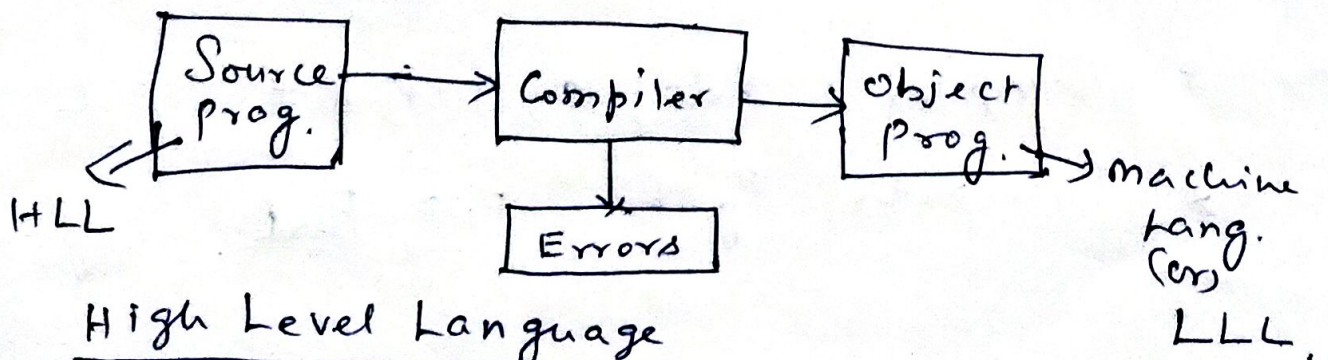 Source
Prog.
Compiler
Object
Prog.
Errors
HLL
Machine
Lang.
(or)
LLL
High Level Language